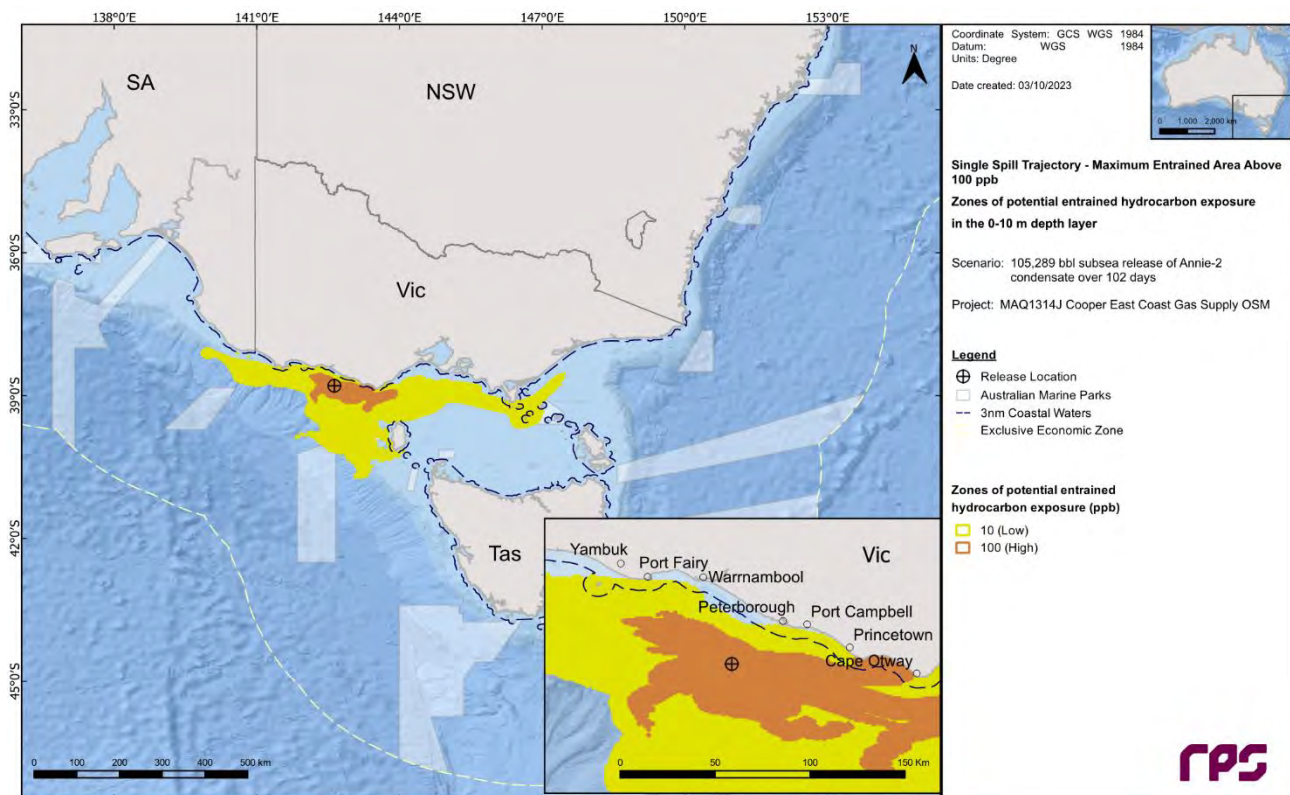 138°0'E 141°0'E 144°0'E 147°0'E 150°0'E 153°0'E
33°0'S
36°0'S
39°0'S
42°0'S
45°0'S
N
SA
NSW
Vic
Tas
0 100 200 300 400 500 Km
Yambuk
Port Fairy
Warrnambool
Vic
Peterborough
Port Campbell
Princetown
Cape Otway
0 50 100 150 Km
Coordinate System: GCS WGS 1984
Datum: WGS 1984
Units: Degree
Date created: 03/10/2023
0 1,000 2,000 km
Single Spill Trajectory - Maximum Entrained Area Above
100 ppb
Zones of potential entrained hydrocarbon exposure
in the 0-10 m depth layer
Scenario: 105,289 bbl subsea release of Annie-2
condensate over 102 days
Project: MAQ1314J Cooper East Coast Gas Supply OSM
Legend
Release Location
Australian Marine Parks
3nm Coastal Waters
Exclusive Economic Zone
Zones of potential entrained
hydrocarbon exposure (ppb)
10 (Low)
100 (High)
rps